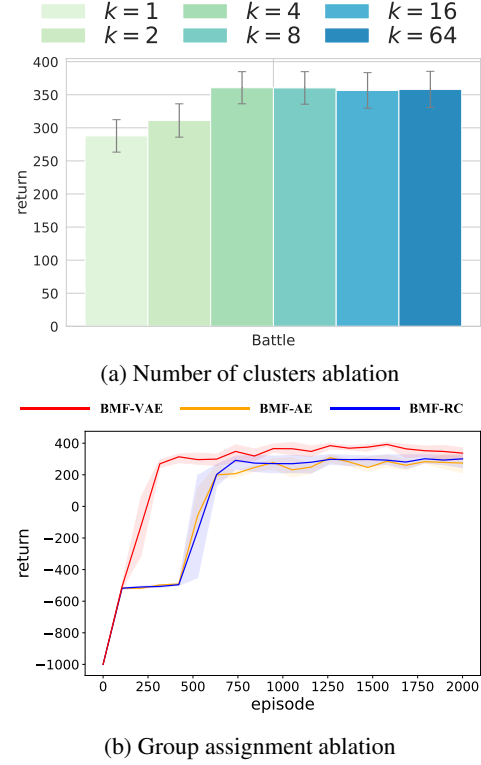 k = 1 k = 4 k = 16
k = 2 k = 8 k = 64
400
350
300
250
200
150
100
50
0
return
Battle
(a) Number of clusters ablation
BMF-VAE BMF-AE BMF-RC
400
200
0
−200
−400
−600
−800
−1000
return
0 250 500 750 1000 1250 1500 1750 2000
episode
(b) Group assignment ablation